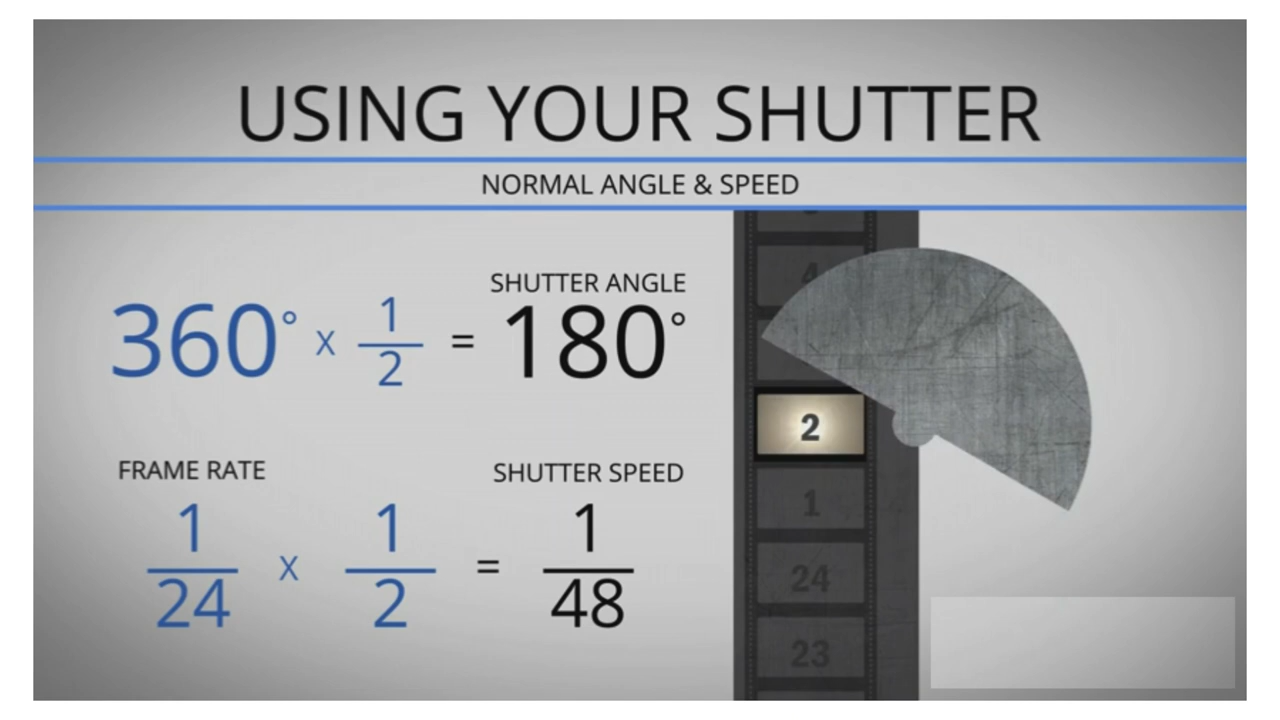 USING YOUR SHUTTER
NORMAL ANGLE & SPEED
SHUTTER ANGLE
360° x 1/2 = 180°
FRAME RATE
SHUTTER SPEED
1/24 x 1/2 = 1/48
4
2
1
24
23